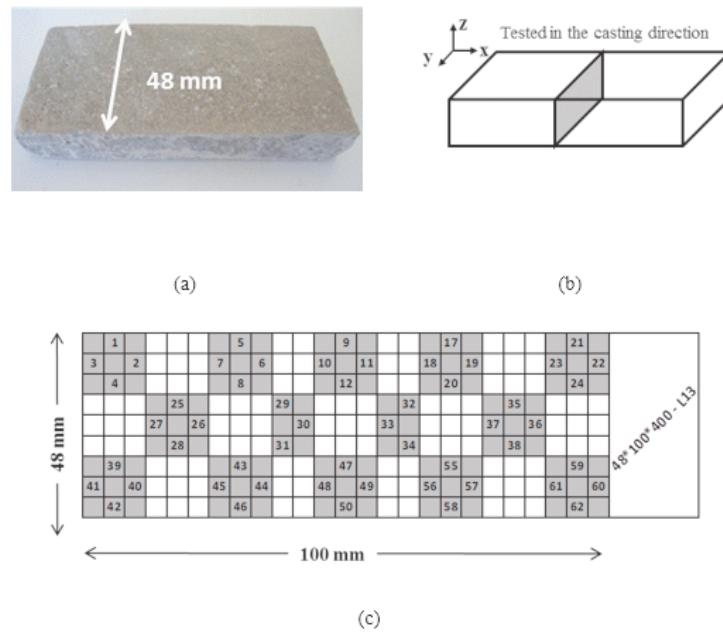 48 mm
Tested in the casting direction
z
x
y
(a)
(b)
1 5 9 17 21
3 2 7 6 10 11 18 19 23 22
4 8 12 20 24
25 29 32 35
27 26 30 33 37 36
28 31 34 38
39 43 47 55 59
41 40 45 44 48 49 56 57 61 60
42 46 50 58 62
48*100*400 - L13
48 mm
100 mm
(c)